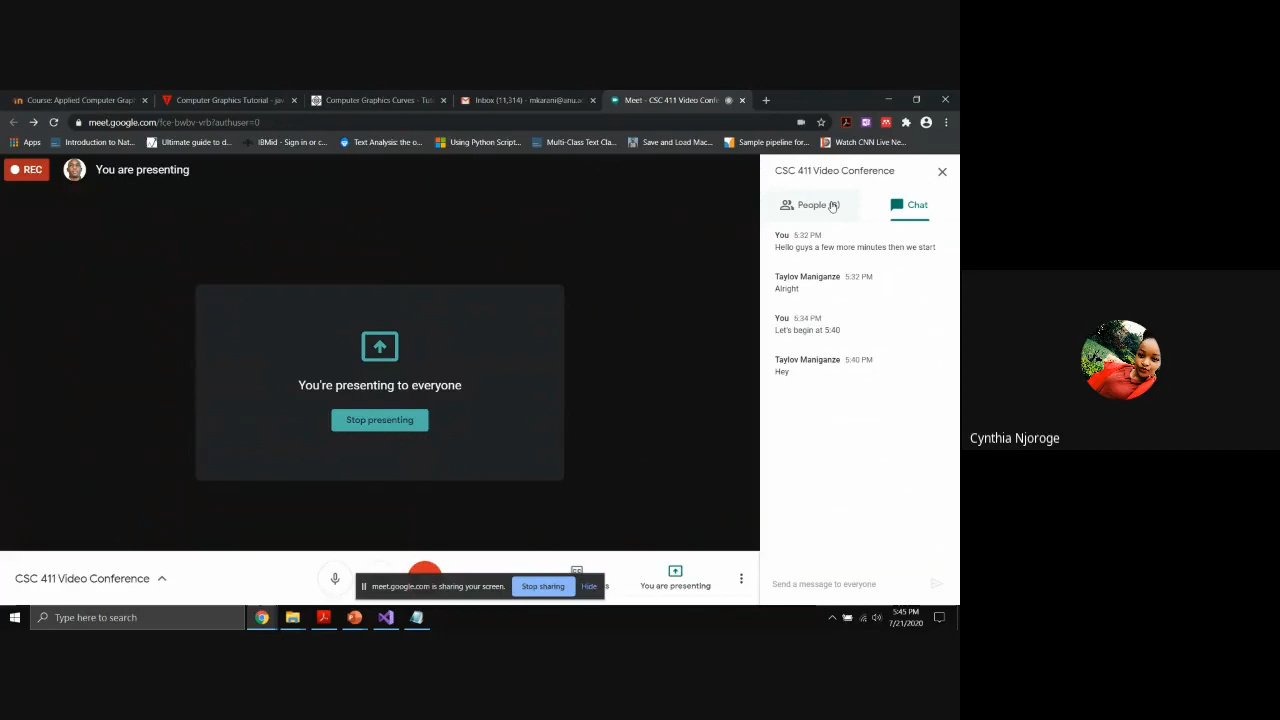 Course: Applied Computer Grap
Computer Graphics Tutorial - jav
Computer Graphics Curves - Tut
Inbox (11,314) - mkarani@anu.ac
Meet - CSC 411 Video Conf
meet.google.com/fce-bwbv-vrb?authuser=0
Apps
Introduction to Nat...
Ultimate guide to d...
IBMid - Sign in or c...
Text Analysis: the o...
Using Python Script...
Multi-Class Text Cla...
Save and Load Mac...
Sample pipeline for...
Watch CNN Live Ne...
REC
You are presenting
CSC 411 Video Conference
People
Chat
You 5:32 PM
Hello guys a few more minutes then we start
Taylov Maniganze 5:32 PM
Alright
You 5:34 PM
Let's begin at 5:40
Taylov Maniganze 5:40 PM
Hey
You're presenting to everyone
Stop presenting
Cynthia Njoroge
CSC 411 Video Conference
meet.google.com is sharing your screen.
Stop sharing
Hide
You are presenting
Send a message to everyone
Type here to search
5:45 PM
7/21/2020